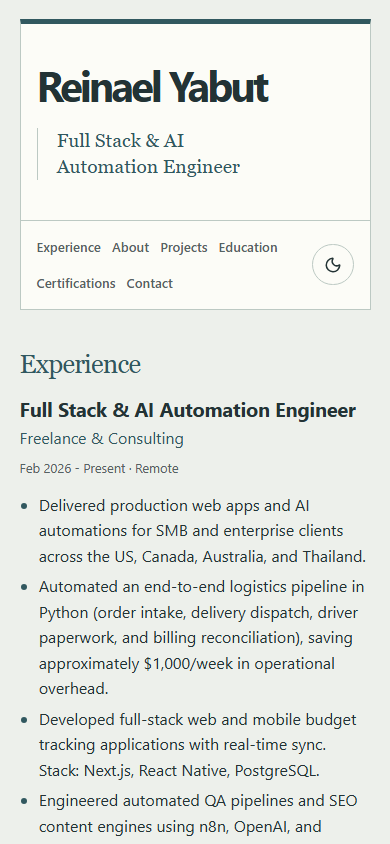 Reinael Yabut
Full Stack & AI
Automation Engineer
Experience About Projects Education
Certifications Contact
Experience
Full Stack & AI Automation Engineer
Freelance & Consulting
Feb 2026 - Present · Remote
• Delivered production web apps and AI
automations for SMB and enterprise clients
across the US, Canada, Australia, and Thailand.
• Automated an end-to-end logistics pipeline in
Python (order intake, delivery dispatch, driver
paperwork, and billing reconciliation), saving
approximately $1,000/week in operational
overhead.
• Developed full-stack web and mobile budget
tracking applications with real-time sync.
Stack: Next.js, React Native, PostgreSQL.
• Engineered automated QA pipelines and SEO
content engines using n8n, OpenAI, and